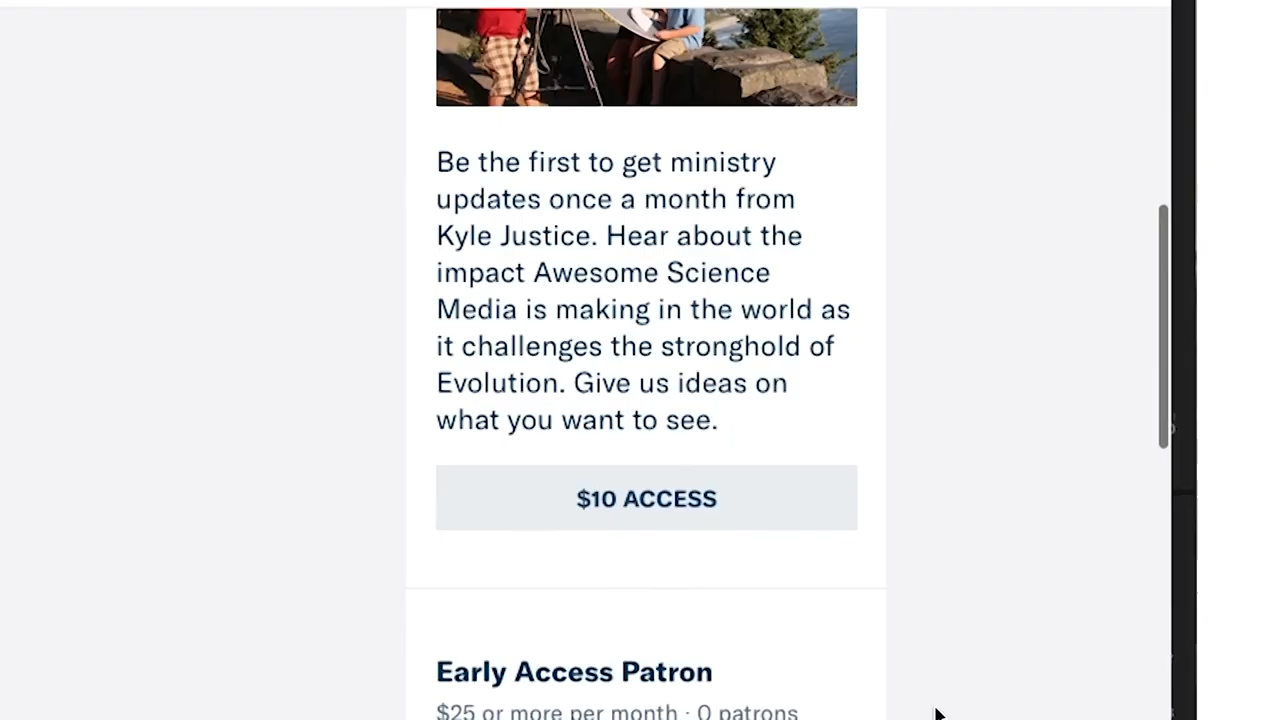 Be the first to get ministry
updates once a month from
Kyle Justice. Hear about the
impact Awesome Science
Media is making in the world as
it challenges the stronghold of
Evolution. Give us ideas on
what you want to see.
$10 ACCESS
Early Access Patron
$25 or more per month · 0 patrons